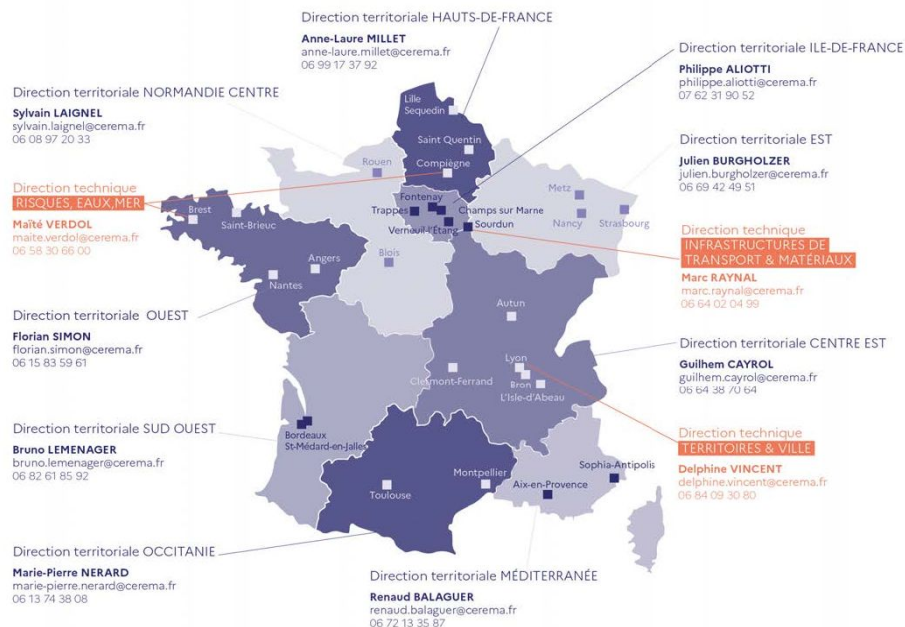 Direction territoriale HAUTS-DE-FRANCE
Anne-Laure MILLET
anne-laure.millet@cerema.fr
06 99 17 37 92
Direction territoriale ILE-DE-FRANCE
Philippe ALIOTTI
philippe.aliotti@cerema.fr
07 62 31 90 52
Direction territoriale NORMANDIE CENTRE
Sylvain LAIGNEL
sylvain.laignel@cerema.fr
06 08 97 20 33
Direction territoriale EST
Julien BURGHOLZER
julien.burgholzer@cerema.fr
06 69 42 49 51
Direction technique
RISQUES, EAUX,MER
Maïté VERDOL
maite.verdol@cerema.fr
06 58 30 66 00
Direction technique
INFRASTRUCTURES DE
TRANSPORT & MATÉRIAUX
Marc RAYNAL
marc.raynal@cerema.fr
06 64 02 04 99
Direction territoriale OUEST
Florian SIMON
florian.simon@cerema.fr
06 15 83 59 61
Direction territoriale CENTRE EST
Guilhem CAYROL
guilhem.cayrol@cerema.fr
06 64 38 70 64
Direction territoriale SUD OUEST
Bruno LEMENAGER
bruno.lemenager@cerema.fr
06 82 61 85 92
Direction technique
TERRITOIRES & VILLE
Delphine VINCENT
delphine.vincent@cerema.fr
06 84 09 30 80
Direction territoriale OCCITANIE
Marie-Pierre NERARD
marie-pierre.nerard@cerema.fr
06 13 74 38 08
Direction territoriale MÉDITERRANÉE
Renaud BALAGUER
renaud.balaguer@cerema.fr
06 72 13 35 87
Lille
Sequedin
Saint Quentin
Compiègne
Rouen
Fontenay
Trappes
Champs sur Marne
Verneuil-l'Étang
Sourdun
Metz
Nancy
Strasbourg
Brest
Saint-Brieuc
Angers
Nantes
Blois
Autun
Lyon
Clermont-Ferrand
Bron
L'Isle-d'Abeau
Bordeaux
St-Médard-en-Jalles
Toulouse
Montpellier
Aix-en-Provence
Sophia-Antipolis